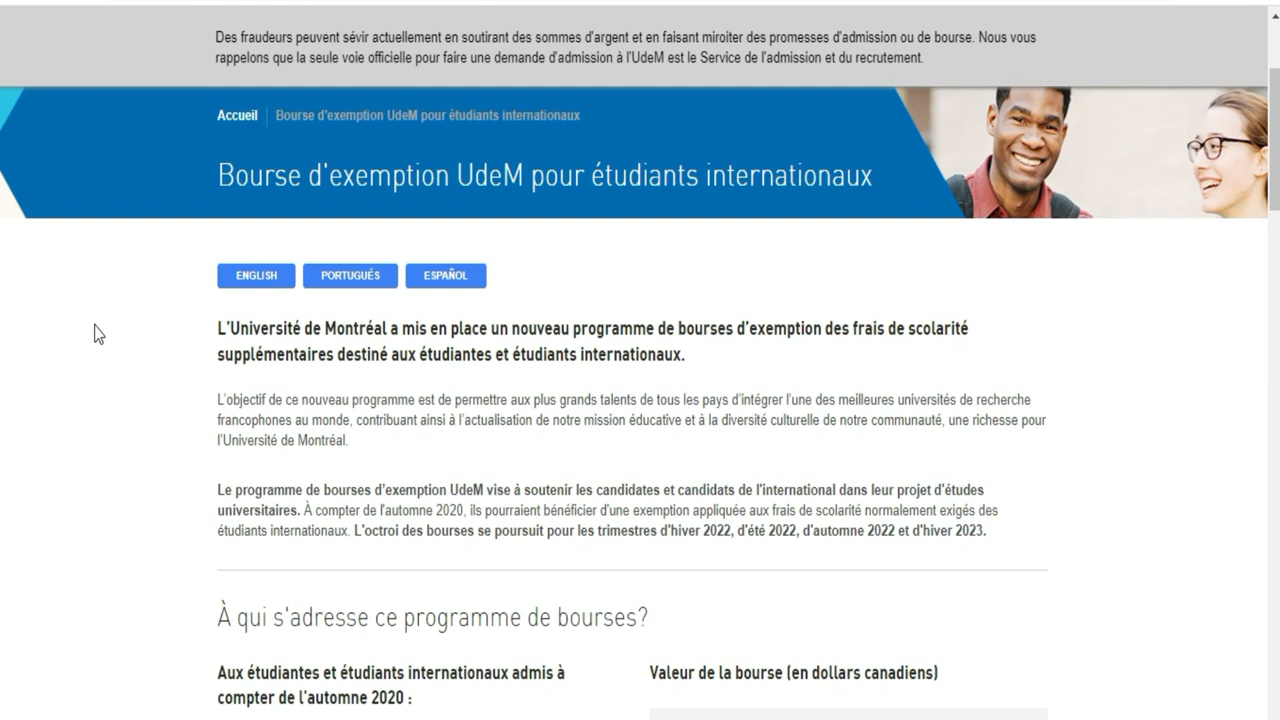 Des fraudeurs peuvent sévir actuellement en soutirant des sommes d'argent et en faisant miroiter des promesses d'admission ou de bourse. Nous vous
rappelons que la seule voie officielle pour faire une demande d'admission à l'UdeM est le Service de l'admission et du recrutement.
Accueil
Bourse d'exemption UdeM pour étudiants internationaux
Bourse d'exemption UdeM pour étudiants internationaux
ENGLISH
PORTUGUÉS
ESPAÑOL
L'Université de Montréal a mis en place un nouveau programme de bourses d'exemption des frais de scolarité
supplémentaires destiné aux étudiantes et étudiants internationaux.
L'objectif de ce nouveau programme est de permettre aux plus grands talents de tous les pays d'intégrer l'une des meilleures universités de recherche
francophones au monde, contribuant ainsi à l'actualisation de notre mission éducative et à la diversité culturelle de notre communauté, une richesse pour
l'Université de Montréal.
Le programme de bourses d'exemption UdeM vise à soutenir les candidates et candidats de l'international dans leur projet d'études
universitaires. À compter de l'automne 2020, ils pourraient bénéficier d'une exemption appliquée aux frais de scolarité normalement exigés des
étudiants internationaux. L'octroi des bourses se poursuit pour les trimestres d'hiver 2022, d'été 2022, d'automne 2022 et d'hiver 2023.
À qui s'adresse ce programme de bourses?
Aux étudiantes et étudiants internationaux admis à
compter de l'automne 2020 :
Valeur de la bourse (en dollars canadiens)